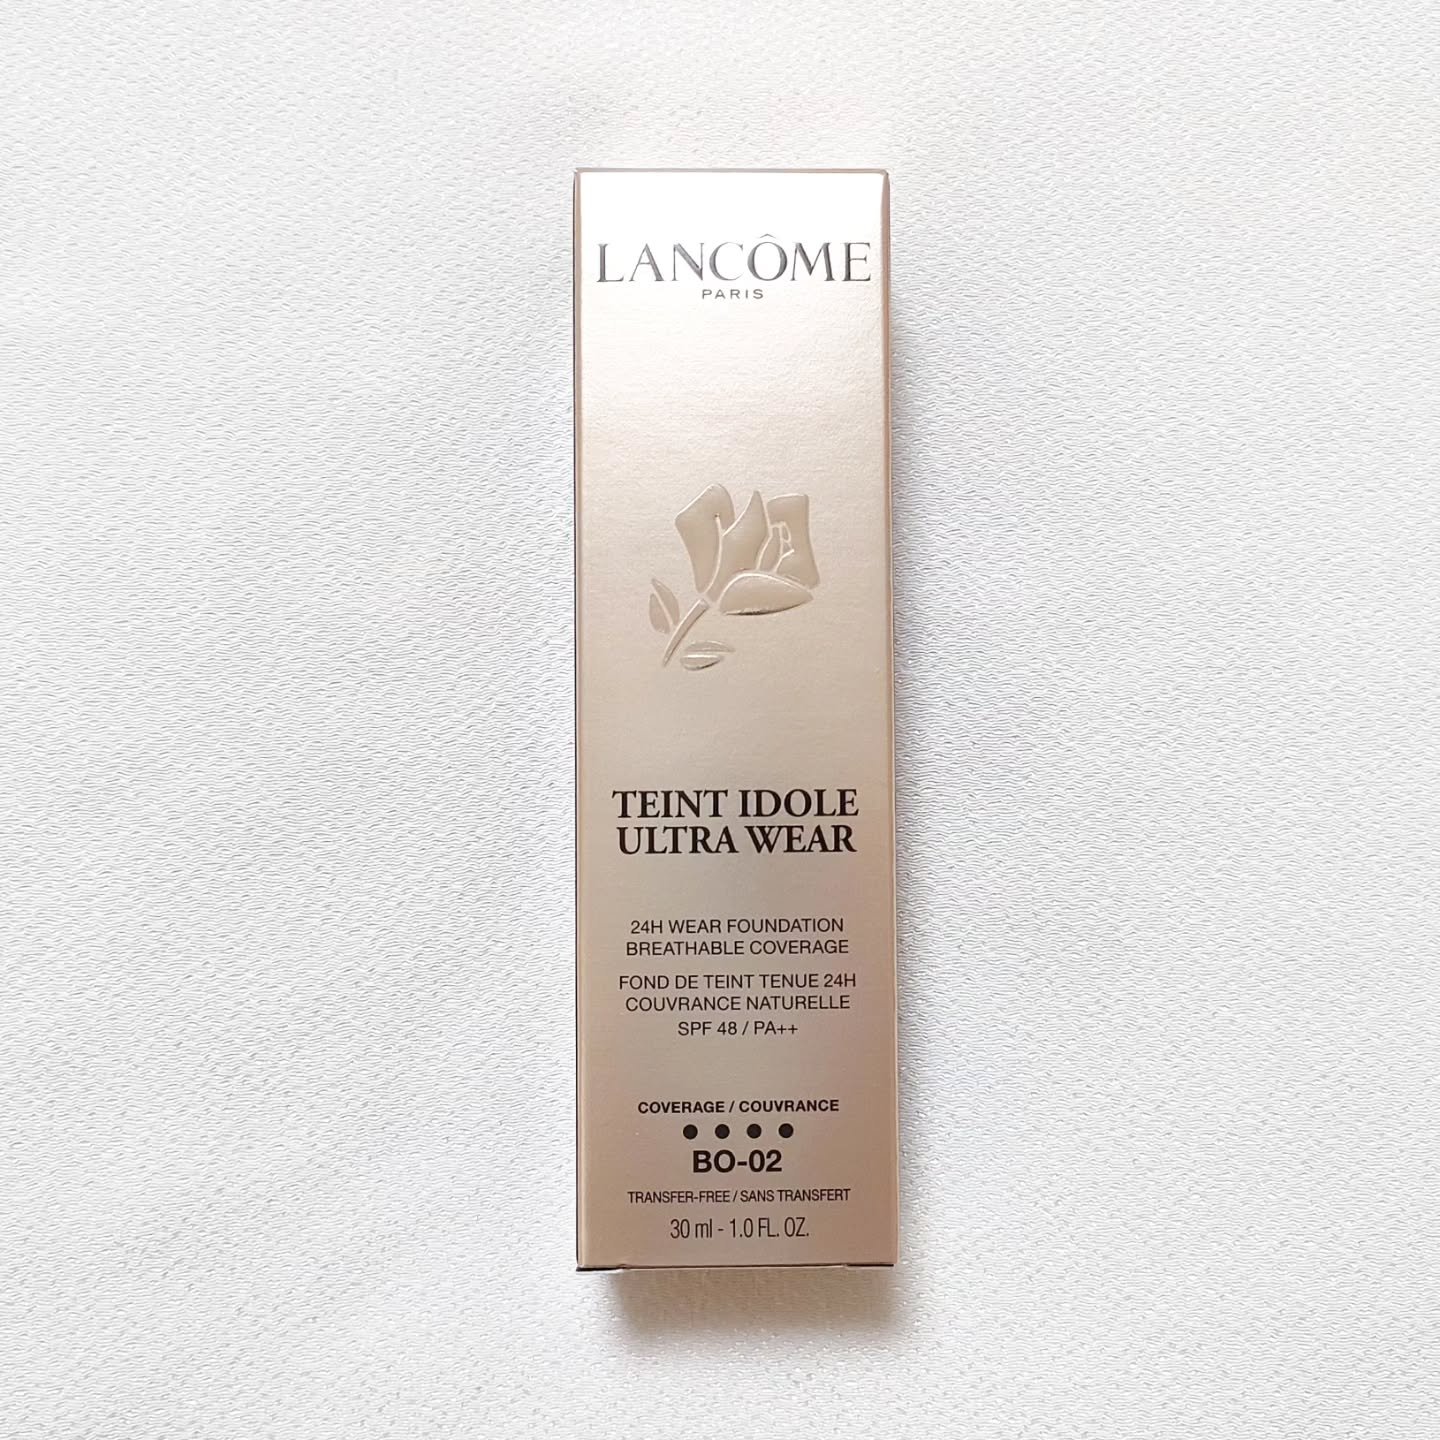 LANCÔME
PARIS
TEINT IDOLE
ULTRA WEAR
24H WEAR FOUNDATION
BREATHABLE COVERAGE
FOND DE TEINT TENUE 24H
COUVRANCE NATURELLE
SPF 48 / PA++
COVERAGE / COUVRANCE
BO-02
TRANSFER-FREE / SANS TRANSFERT
30 ml - 1.0 FL. OZ.